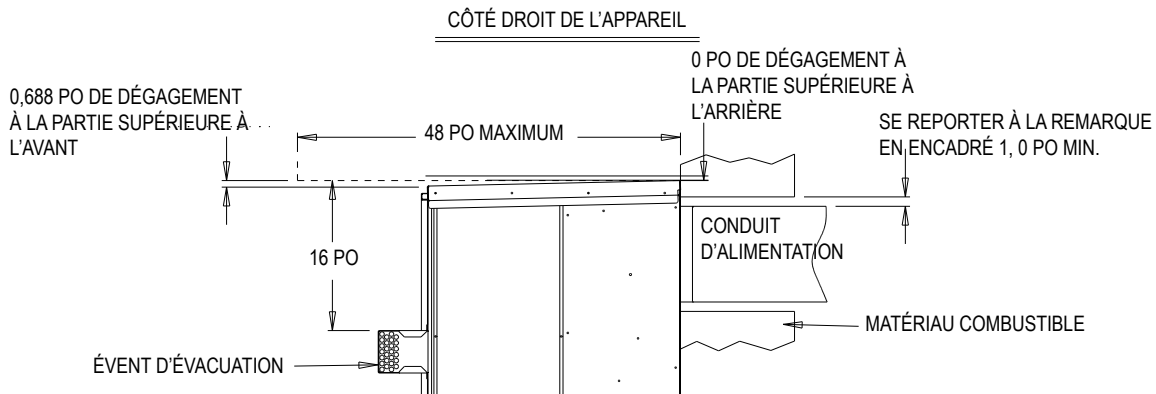 CÔTÉ DROIT DE L'APPAREIL
0 PO DE DÉGAGEMENT À
LA PARTIE SUPÉRIEURE À
L'ARRIÈRE
0,688 PO DE DÉGAGEMENT
À LA PARTIE SUPÉRIEURE À
L'AVANT
48 PO MAXIMUM
SE REPORTER À LA REMARQUE
EN ENCADRÉ 1, 0 PO MIN.
CONDUIT
D'ALIMENTATION
16 PO
MATÉRIAU COMBUSTIBLE
ÉVENT D'ÉVACUATION